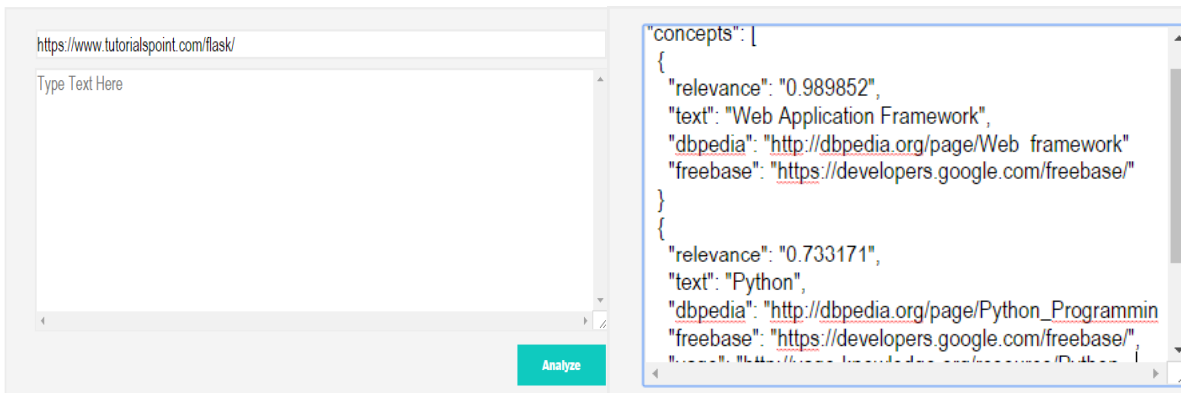 https://www.tutorialspoint.com/flask/
Type Text Here
Analyze
"concepts": [
{
"relevance": "0.989852",
"text": "Web Application Framework",
"dbpedia": "http://dbpedia.org/page/Web framework"
"freebase": "https://developers.google.com/freebase/"
}
{
"relevance": "0.733171",
"text": "Python",
"dbpedia": "http://dbpedia.org/page/Python_Programmin
"freebase": "https://developers.google.com/freebase/",